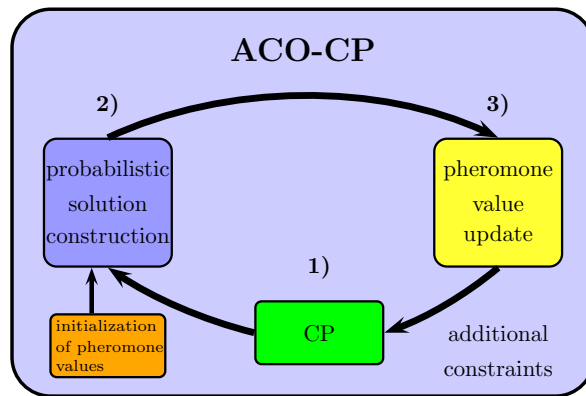 ACO-CP
2)
3)
probabilistic
solution
construction
pheromone
value
update
1)
initialization
of pheromone
values
CP
additional
constraints